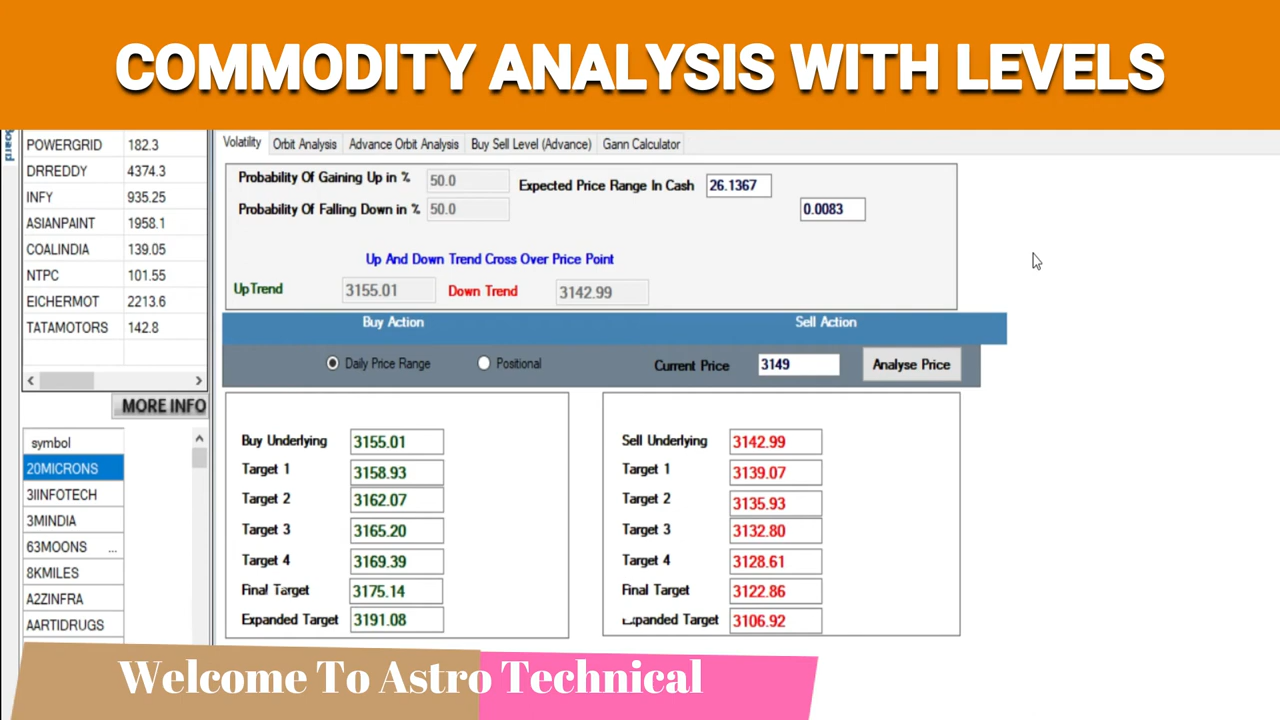 COMMODITY ANALYSIS WITH LEVELS
Board
POWERGRID 182.3
DRREDDY 4374.3
INFY 935.25
ASIANPAINT 1958.1
COALINDIA 139.05
NTPC 101.55
EICHERMOT 2213.6
TATAMOTORS 142.8
MORE INFO
symbol
20MICRONS
3IINFOTECH
3MINDIA
63MOONS ...
8KMILES
A2ZINFRA
AARTIDRUGS
Volatility Orbit Analysis Advance Orbit Analysis Buy Sell Level (Advance) Gann Calculator
Probability Of Gaining Up in % 50.0 Expected Price Range In Cash 26.1367
Probability Of Falling Down in % 50.0 0.0083
Up And Down Trend Cross Over Price Point
UpTrend 3155.01 Down Trend 3142.99
Buy Action Sell Action
Daily Price Range Positional Current Price 3149 Analyse Price
Buy Underlying 3155.01
Target 1 3158.93
Target 2 3162.07
Target 3 3165.20
Target 4 3169.39
Final Target 3175.14
Expanded Target 3191.08
Sell Underlying 3142.99
Target 1 3139.07
Target 2 3135.93
Target 3 3132.80
Target 4 3128.61
Final Target 3122.86
Expanded Target 3106.92
Welcome To Astro Technical